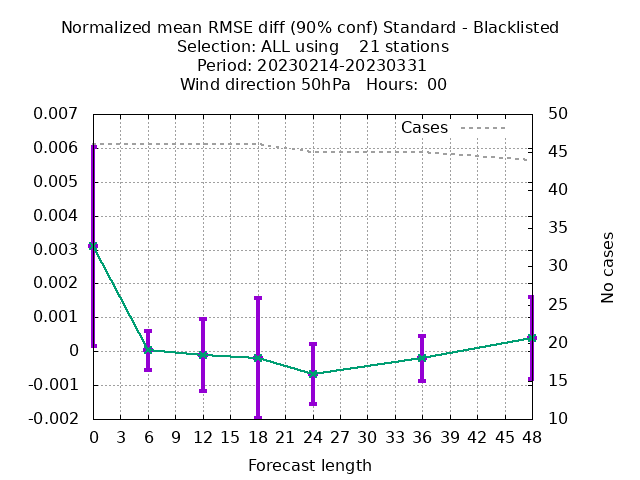 Normalized mean RMSE diff (90% conf) Standard - Blacklisted
Selection: ALL using    21 stations
Period: 20230214-20230331
Wind direction 50hPa   Hours:  00
Cases
0.007
0.006
0.005
0.004
0.003
0.002
0.001
0
-0.001
-0.002
50
45
40
35
30
25
20
15
10
No cases
0 3 6 9 12 15 18 21 24 27 30 33 36 39 42 45 48
Forecast length